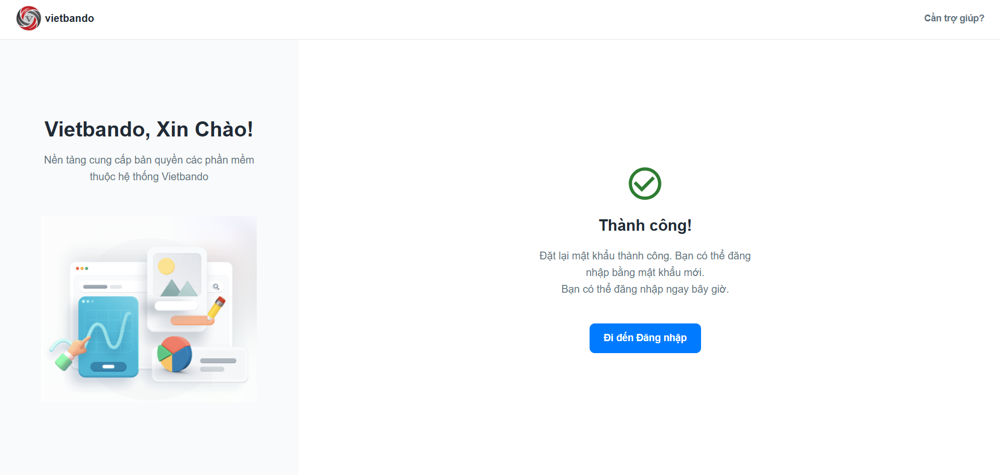 vietbando
Cần trợ giúp?
Vietbando, Xin Chào!
Nền tảng cung cấp bản quyền các phần mềm
thuộc hệ thống Vietbando
Thành công!
Đặt lại mật khẩu thành công. Bạn có thể đăng
nhập bằng mật khẩu mới.
Bạn có thể đăng nhập ngay bây giờ.
Đi đến Đăng nhập